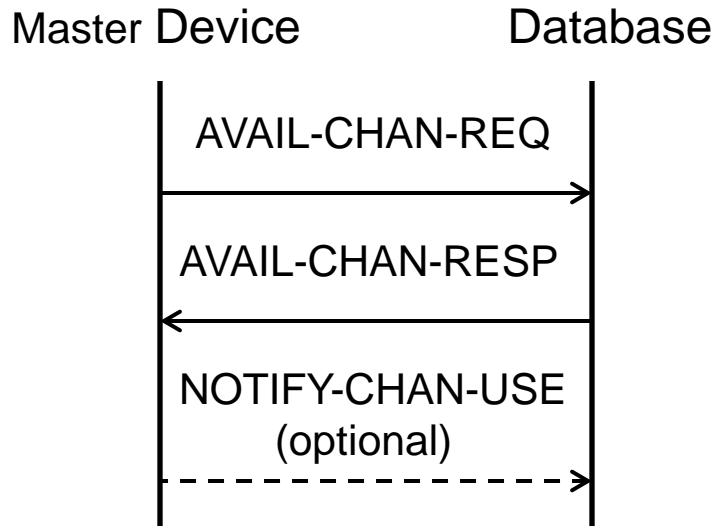 Master Device Database
AVAIL-CHAN-REQ
AVAIL-CHAN-RESP
NOTIFY-CHAN-USE
(optional)